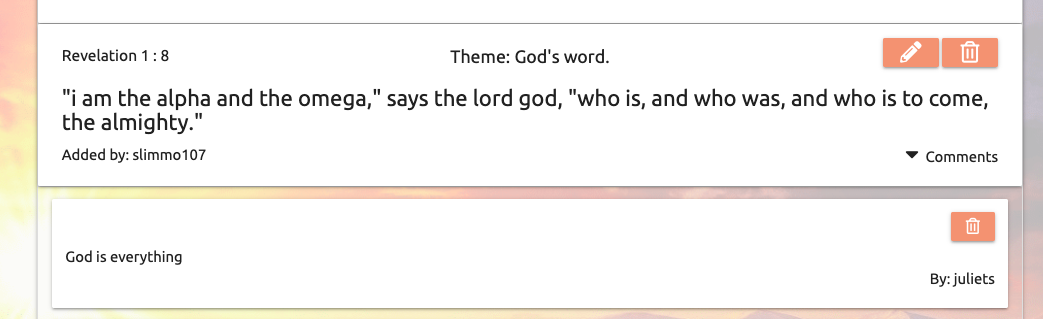 Revelation 1 : 8
Theme: God's word.
"i am the alpha and the omega," says the lord god, "who is, and who was, and who is to come,
the almighty."
Added by: slimmo107
Comments
God is everything
By: juliets